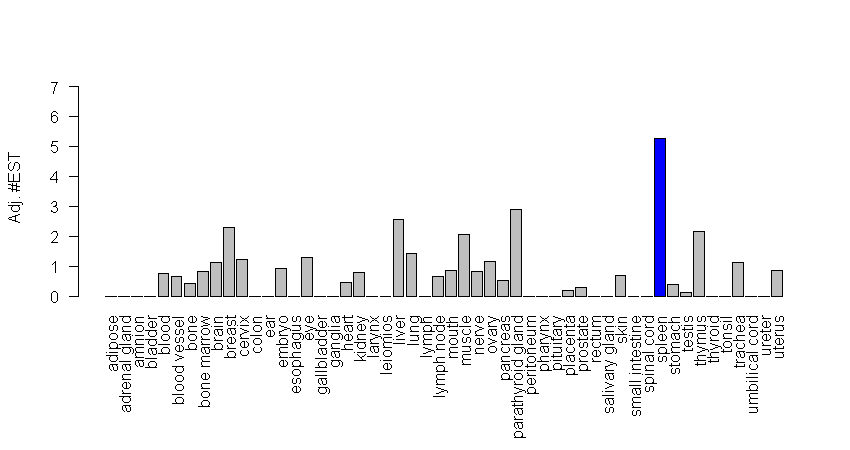 7
6
5
4
3
2
1
0
Adj. #EST
adipose
adrenal gland
amnion
bladder
blood
blood vessel
bone
bone marrow
brain
breast
cervix
colon
ear
embryo
esophagus
eye
gallbladder
ganglia
heart
kidney
larynx
leiomios
liver
lung
lymph
lymph node
mouth
muscle
nerve
ovary
pancreas
parathyroid gland
peritoneum
pharynx
pituitary
placenta
prostate
rectum
salivary gland
skin
small intestine
spinal cord
spleen
stomach
testis
thymus
thyroid
tonsil
trachea
umbilical cord
ureter
uterus